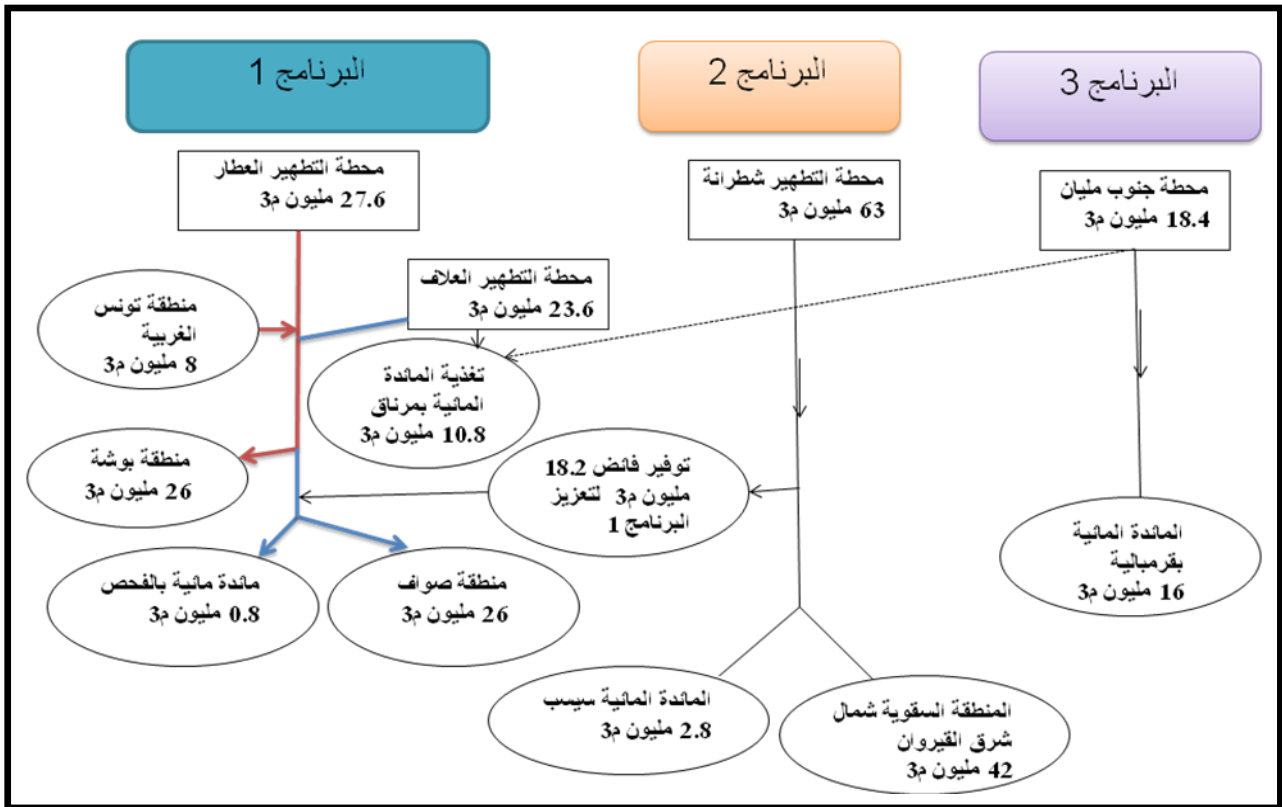 البرنامج 1
البرنامج 2
البرنامج 3
محطة التطهير العطار
27.6 مليون م3
محطة التطهير شطرانة
63 مليون م3
محطة جنوب مليان
18.4 مليون م3
محطة التطهير العلاف
23.6 مليون م3
منطقة تونس
الغربية
8 مليون م3
تغذية المائدة
المائية بمرناق
10.8 مليون م3
منطقة بوشة
26 مليون م3
توفير فائض 18.2
مليون م3 لتعزيز
البرنامج 1
المائدة المائية
بقرمبالية
16 مليون م3
مائدة مائية بالفحص
0.8 مليون م3
منطقة صواف
26 مليون م3
المائدة المائية سيسب
2.8 مليون م3
المنطقة السقوية شمال
شرق القيروان
42 مليون م3